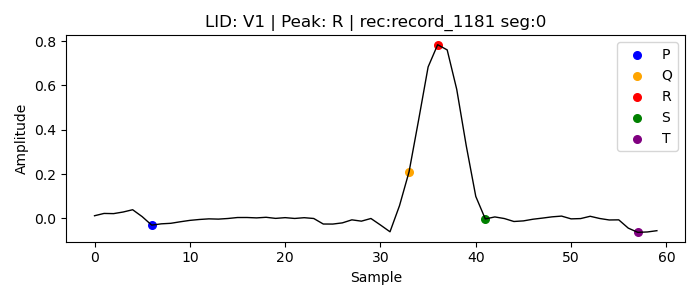 LID: V1 | Peak: R | rec:record_1181 seg:0
Amplitude
0.8
0.6
0.4
0.2
0.0
0 10 20 30 40 50 60
Sample
P
Q
R
S
T